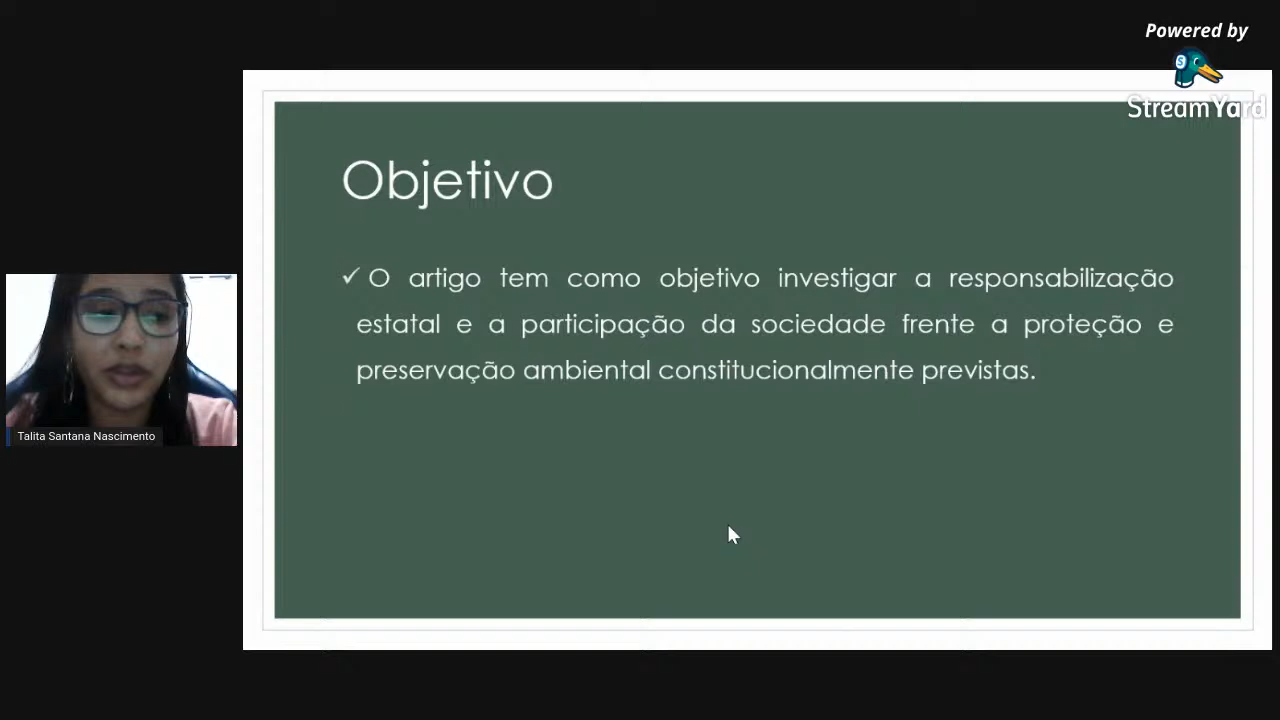 Powered by
StreamYard
Objetivo
✓ O artigo tem como objetivo investigar a responsabilização
estatal e a participação da sociedade frente a proteção e
preservação ambiental constitucionalmente previstas.
Talita Santana Nascimento